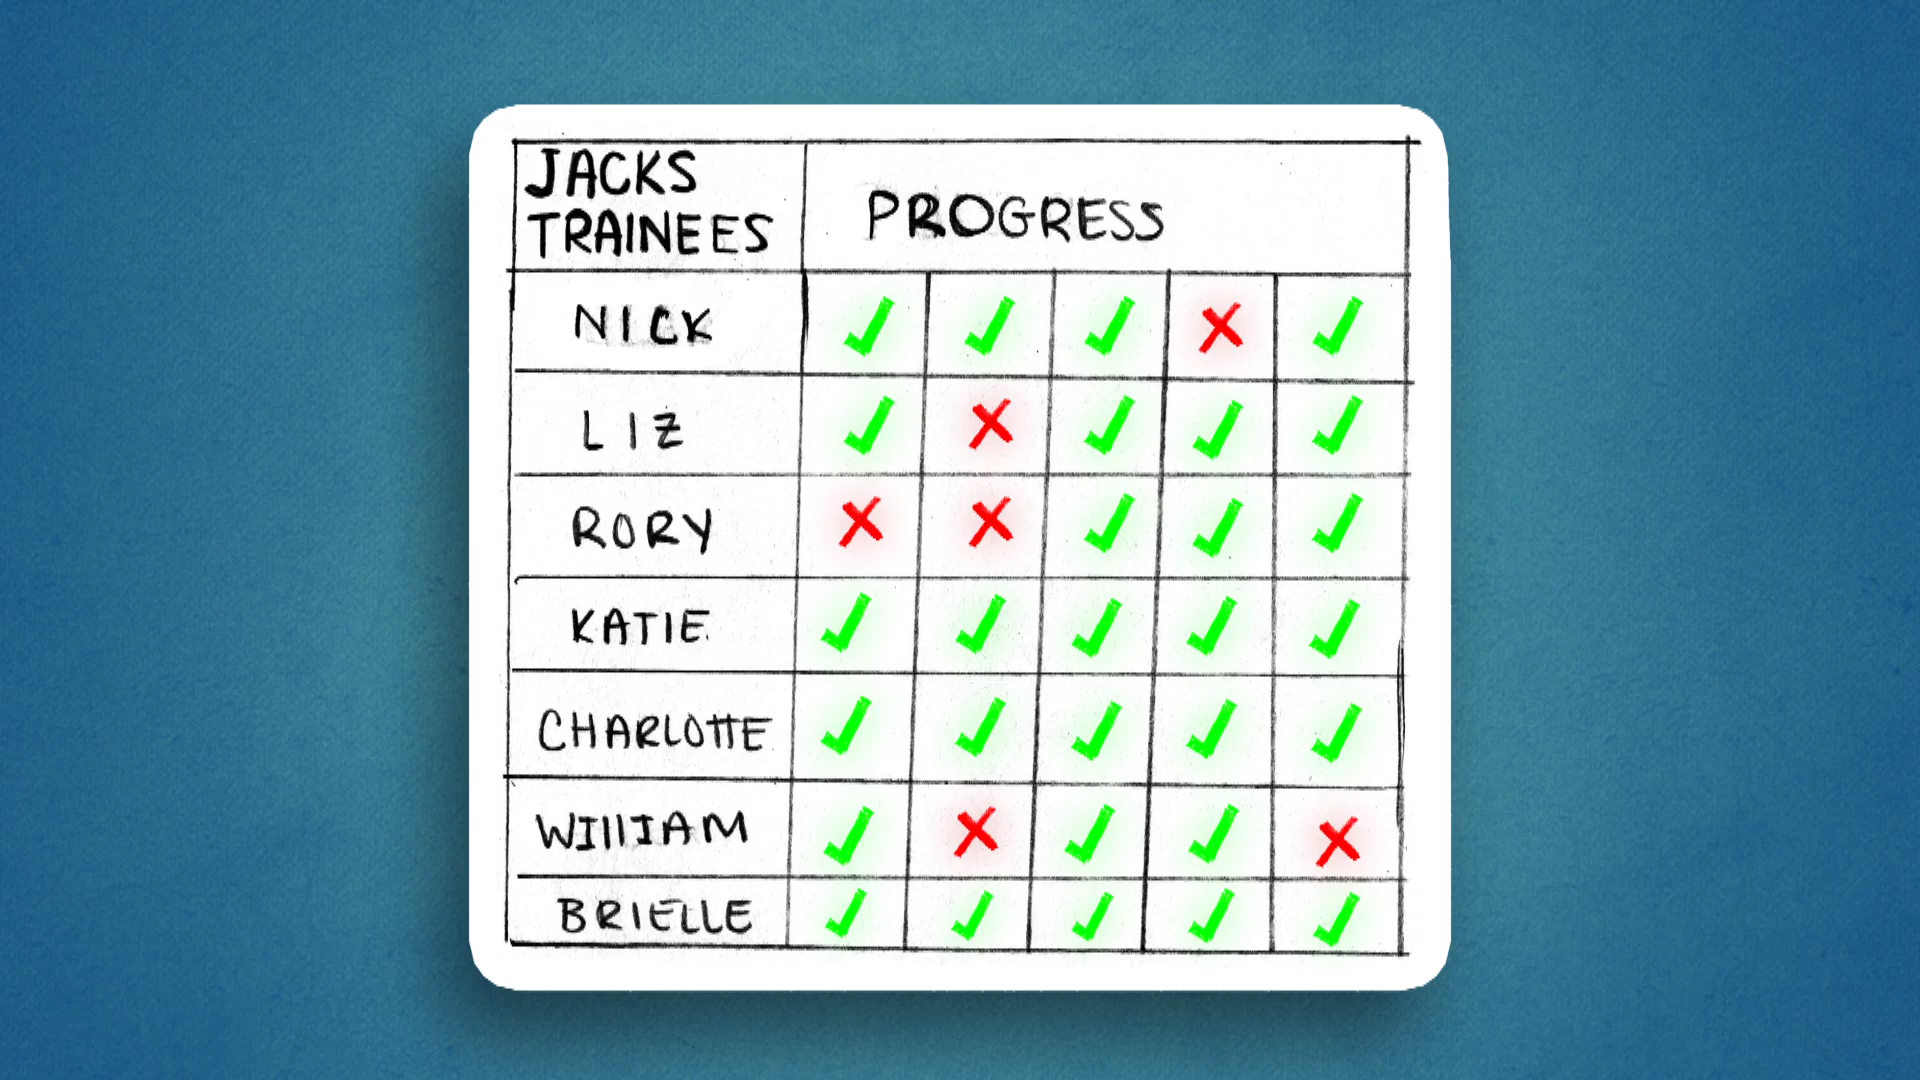 JACKS
TRAINEES
PROGRESS
NICK
LIZ
RORY
KATIE
CHARLOTTE
WIllIAM
BRIELLE